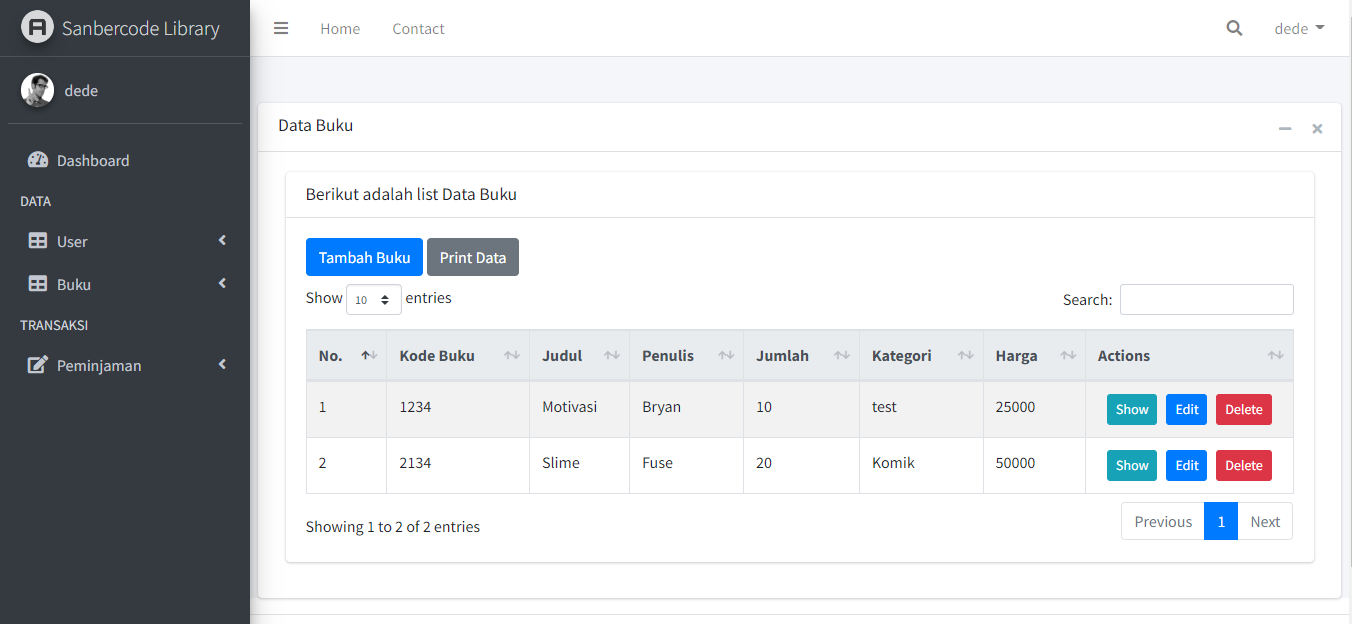 Sanbercode Library
Home Contact dede
dede
Data Buku
Dashboard
DATA
User
Buku
TRANSAKSI
Peminjaman
Berikut adalah list Data Buku
Tambah Buku Print Data
Show 10 entries Search:
No. Kode Buku Judul Penulis Jumlah Kategori Harga Actions
1 1234 Motivasi Bryan 10 test 25000 Show Edit Delete
2 2134 Slime Fuse 20 Komik 50000 Show Edit Delete
Showing 1 to 2 of 2 entries Previous 1 Next